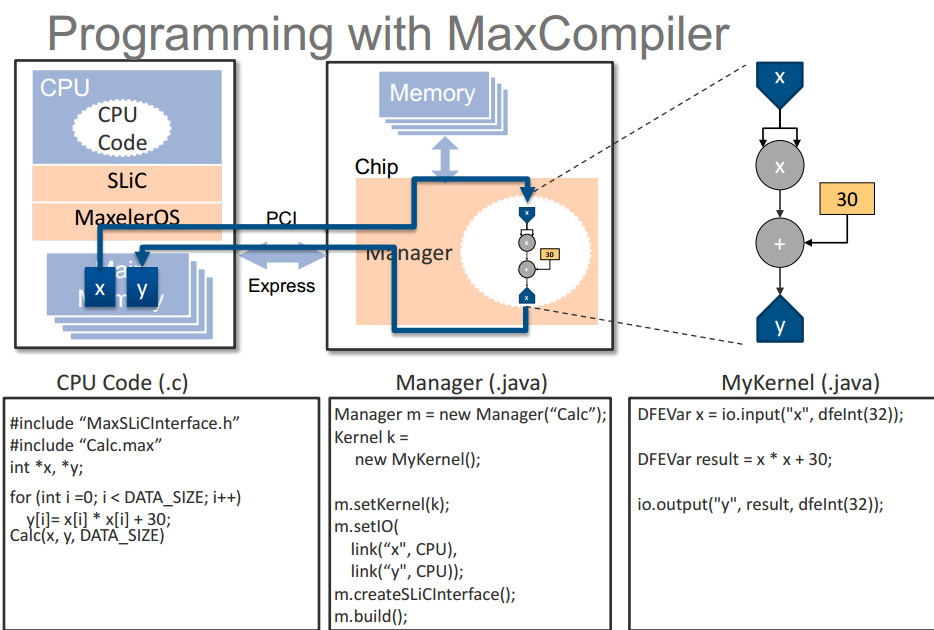 Programming with MaxCompiler
CPU
CPU
Code
SLiC
MaxelerOS
Main
Memory
x
y
PCI
Express
Memory
Chip
Manager
x
x
30
+
x
x
x
30
+
y
CPU Code (.c)
#include “MaxSLiCInterface.h”
#include “Calc.max”
int *x, *y;
for (int i =0; i < DATA_SIZE; i++)
y[i]= x[i] * x[i] + 30;
Calc(x, y, DATA_SIZE)
Manager (.java)
Manager m = new Manager(“Calc”);
Kernel k =
new MyKernel();
m.setKernel(k);
m.setIO(
link(“x", CPU),
link(“y", CPU));
m.createSLiCInterface();
m.build();
MyKernel (.java)
DFEVar x = io.input("x", dfeInt(32));
DFEVar result = x * x + 30;
io.output("y", result, dfeInt(32));